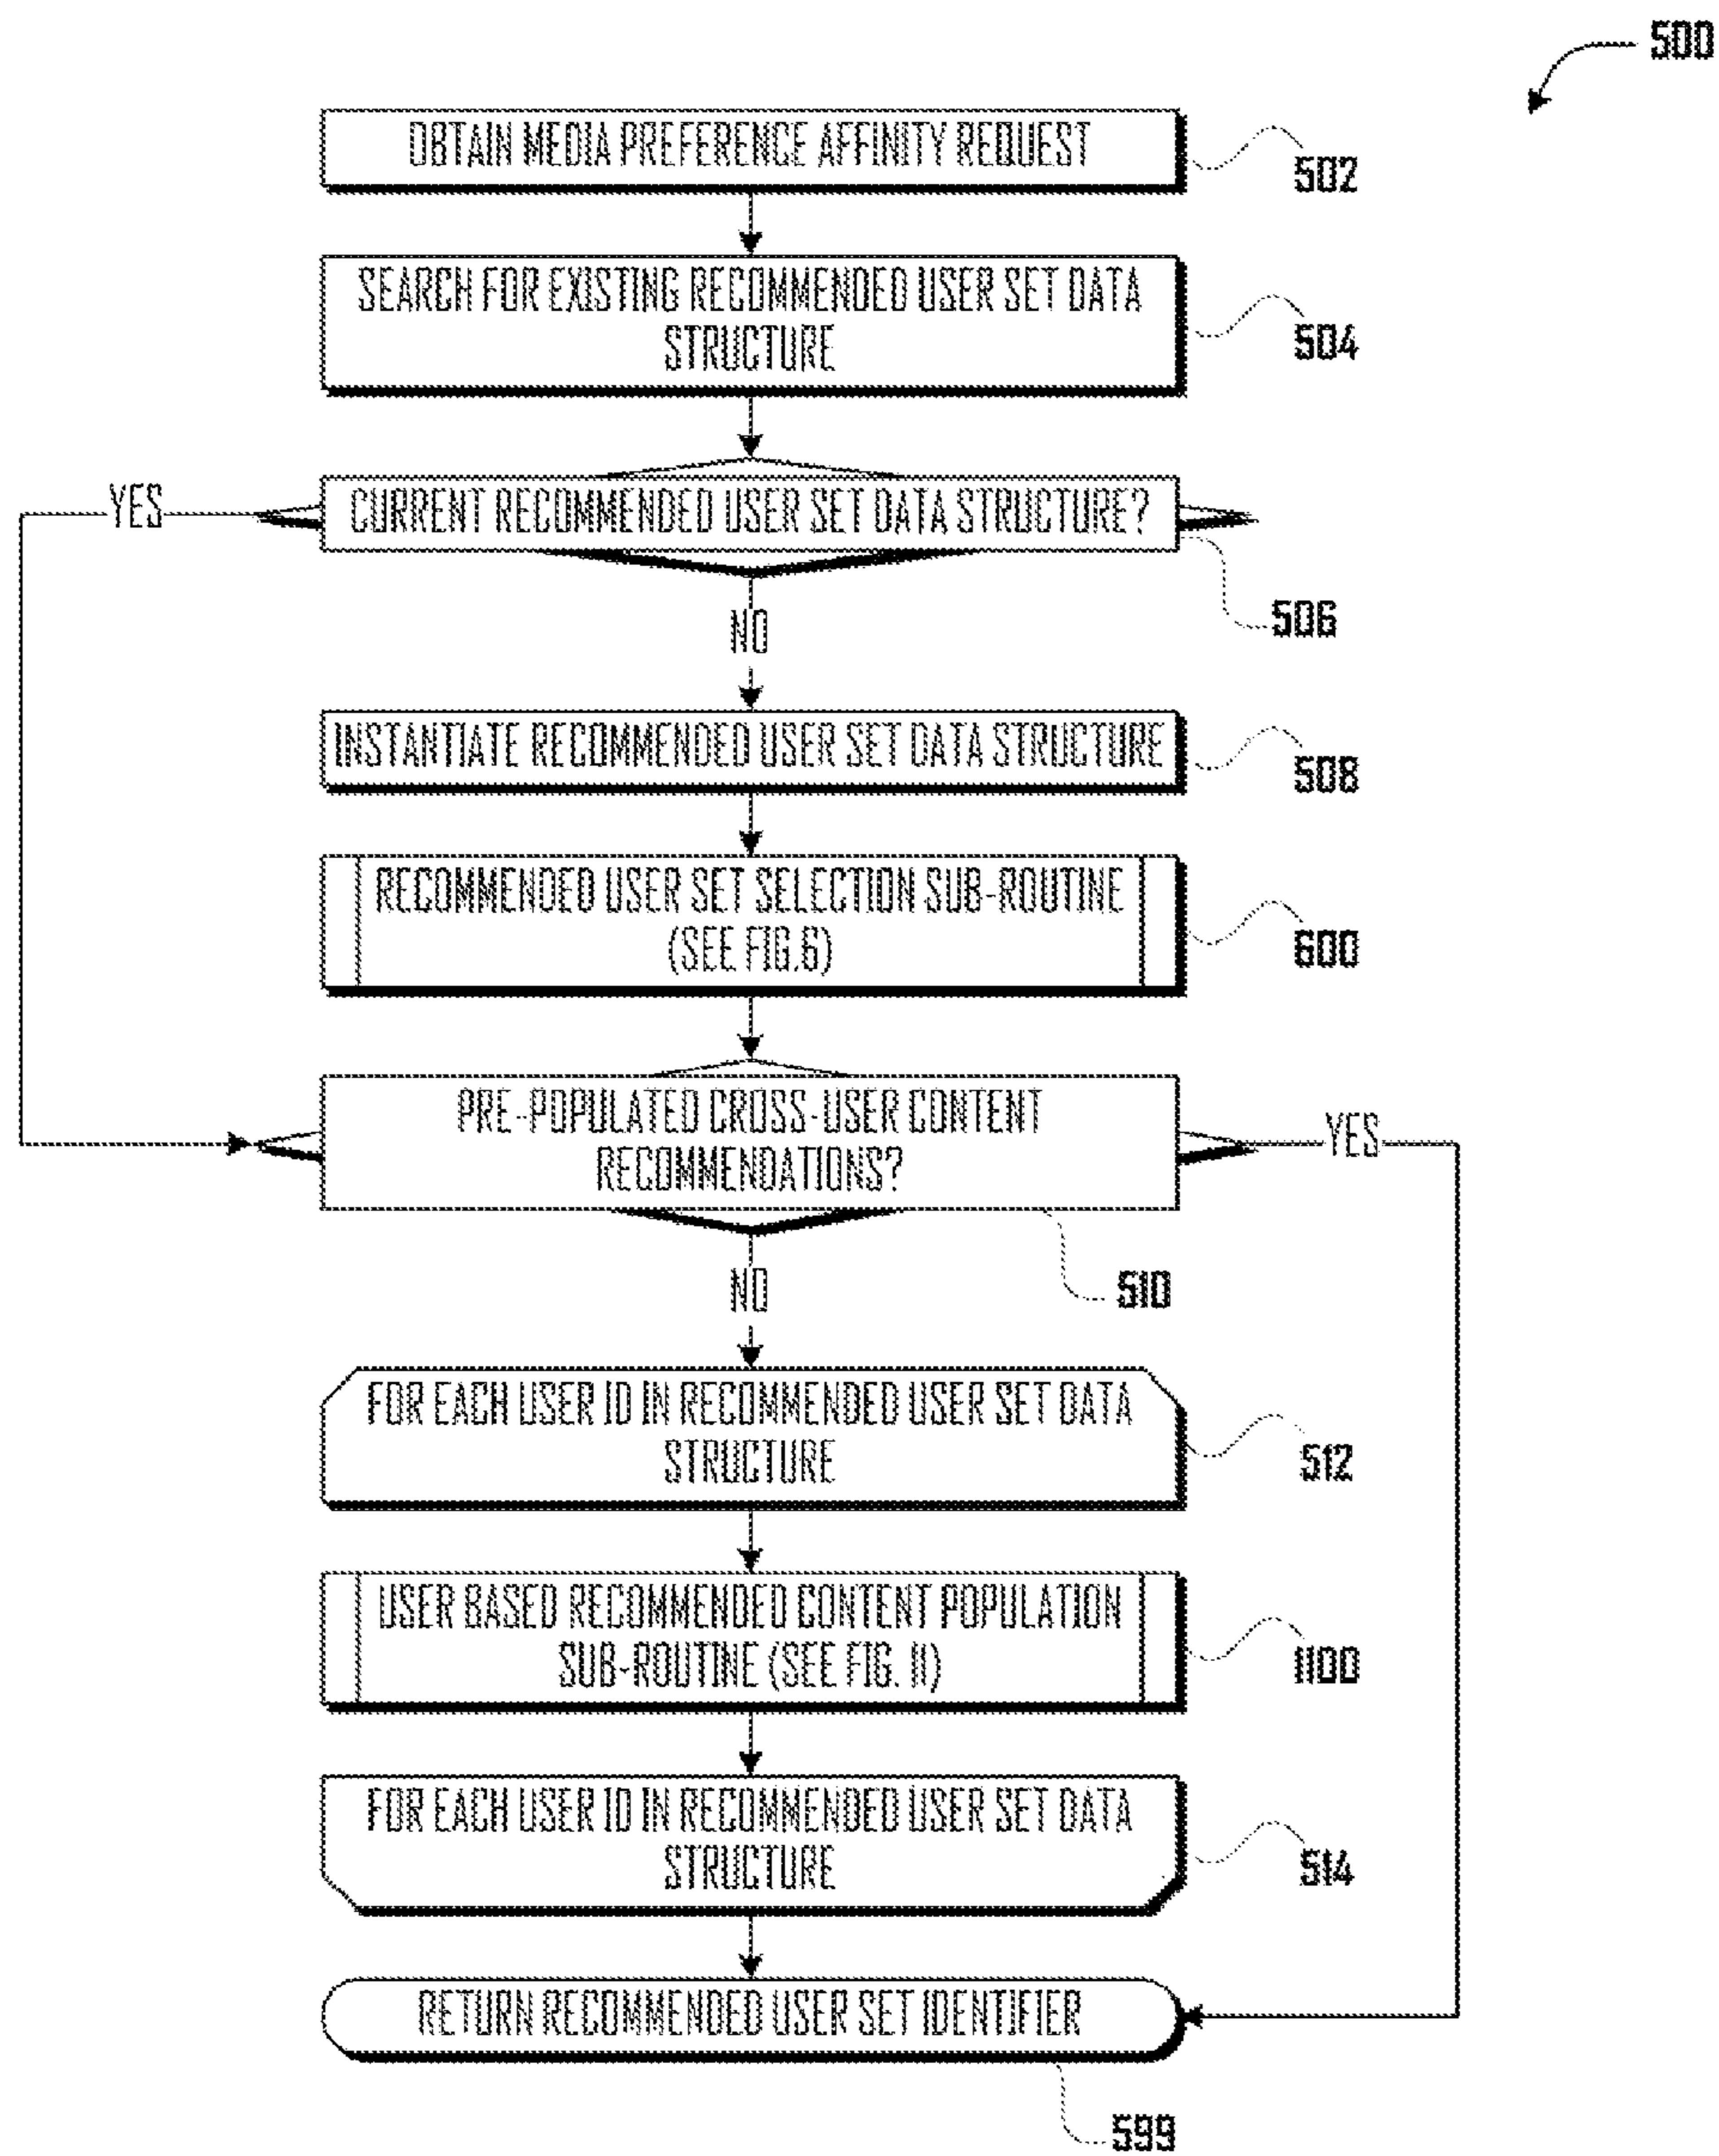 500
OBTAIN MEDIA PREFERENCE AFFINITY REQUEST
502
SEARCH FOR EXISTING RECOMMENDED USER SET DATA
STRUCTURE
504
YES
CURRENT RECOMMENDED USER SET DATA STRUCTURE?
506
NO
INSTANTIATE RECOMMENDED USER SET DATA STRUCTURE
508
RECOMMENDED USER SET SELECTION SUB-ROUTINE
(SEE FIG.6)
600
PRE-POPULATED CROSS-USER CONTENT
RECOMMENDATIONS?
YES
510
NO
FOR EACH USER ID IN RECOMMENDED USER SET DATA
STRUCTURE
512
USER BASED RECOMMENDED CONTENT POPULATION
SUB-ROUTINE (SEE FIG. 11)
1100
FOR EACH USER ID IN RECOMMENDED USER SET DATA
STRUCTURE
514
RETURN RECOMMENDED USER SET IDENTIFIER
599